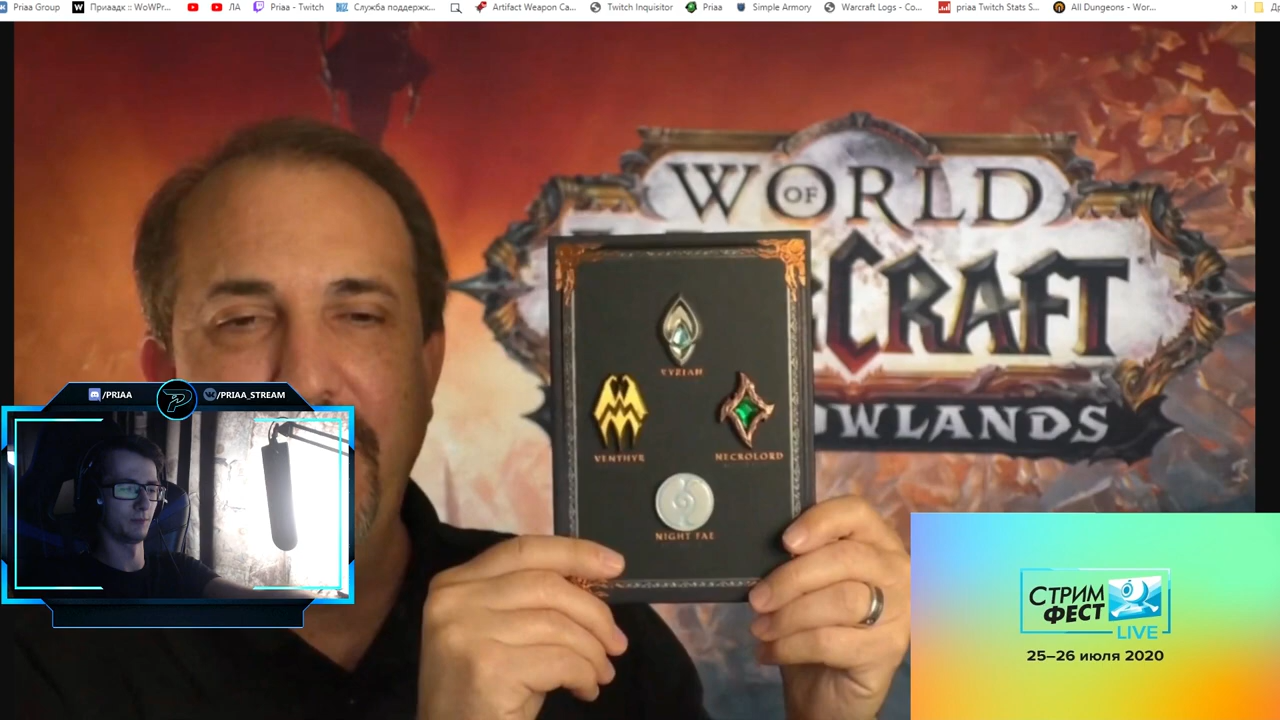 Priaa Group
Приаадк :: WoWPr...
ЛА
Priaa - Twitch
Служба поддержк...
Artifact Weapon Ca...
Twitch Inquisitor
Priaa
Simple Armory
Warcraft Logs - Co...
priaa Twitch Stats S...
All Dungeons - Wor...
»
WORLD
OF
CRAFT
OWLANDS
KYRIAN
VENTHYR
NECROLORD
NIGHT FAE
/PRIAA
/PRIAA_STREAM
СТРИМ
ФЕСТ
LIVE
25–26 июля 2020